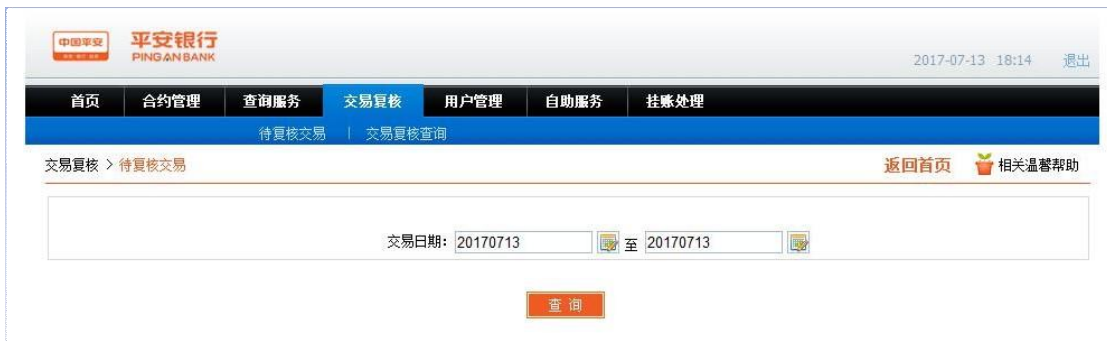 中国平安
平安银行
PING AN BANK
2017-07-13 18:14 退出
首页 合约管理 查询服务 交易复核 用户管理 自助服务 挂账处理
待复核交易 | 交易复核查询
交易复核 > 待复核交易 返回首页 相关温馨帮助
交易日期: 20170713 至 20170713
查 询